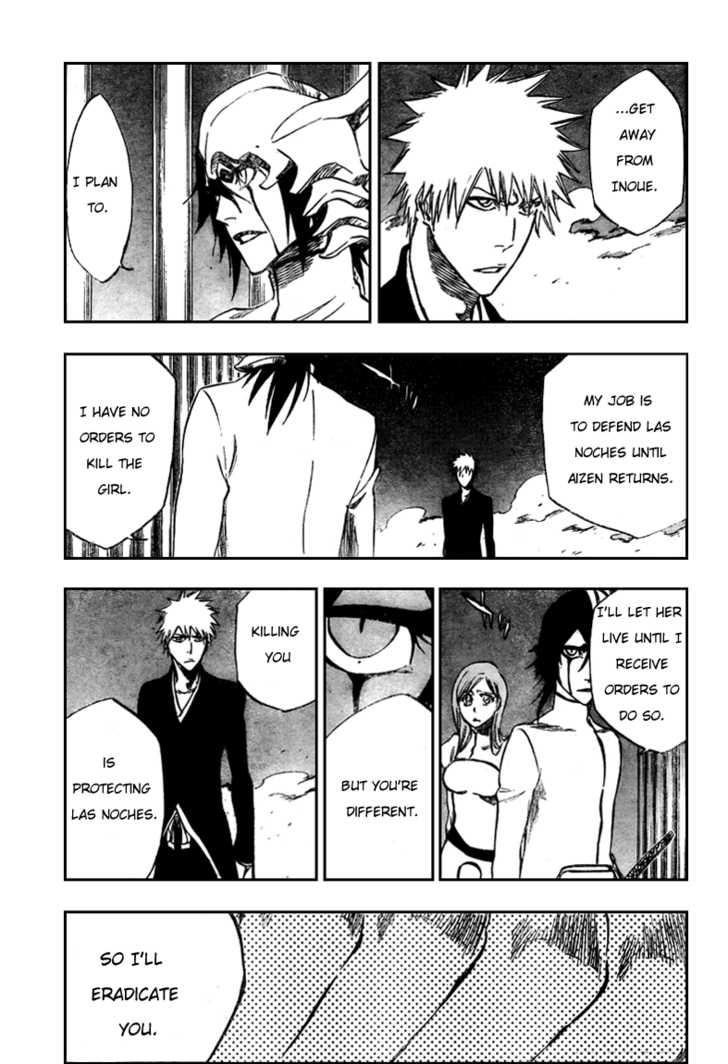 ...GET
AWAY
FROM
INOUE.
I PLAN
TO.
MY JOB IS
TO DEFEND LAS
NOCHES UNTIL
AIZEN RETURNS.
I HAVE NO
ORDERS TO
KILL THE
GIRL.
I'LL LET HER
LIVE UNTIL I
RECEIVE
ORDERS TO
DO SO.
BUT YOU'RE
DIFFERENT.
KILLING
YOU
IS
PROTECTING
LAS NOCHES.
SO I'LL
ERADICATE
YOU.